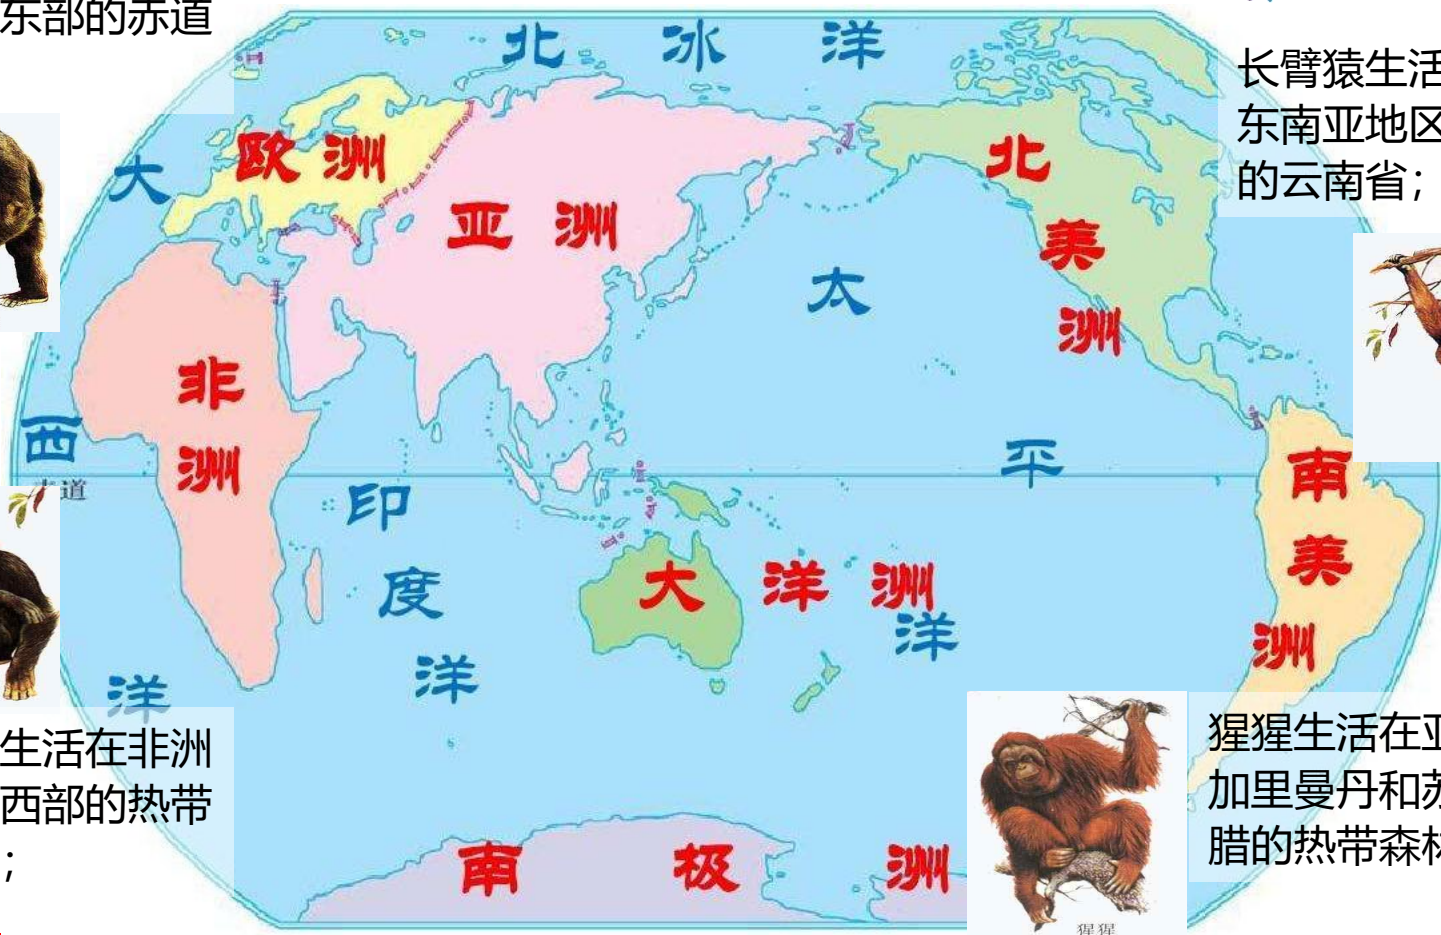 东部的赤道
长臂猿生活
东南亚地区
的云南省；
北 冰 洋
欧 洲
亚 洲
北
美
洲
大
西
洋
非
洲
太
平
洋
道
印
度
洋
大 洋 洲
南
美
洲
生活在非洲
西部的热带
；
猩猩生活在亚
加里曼丹和苏
腊的热带森林
南 极 洲
猩猩